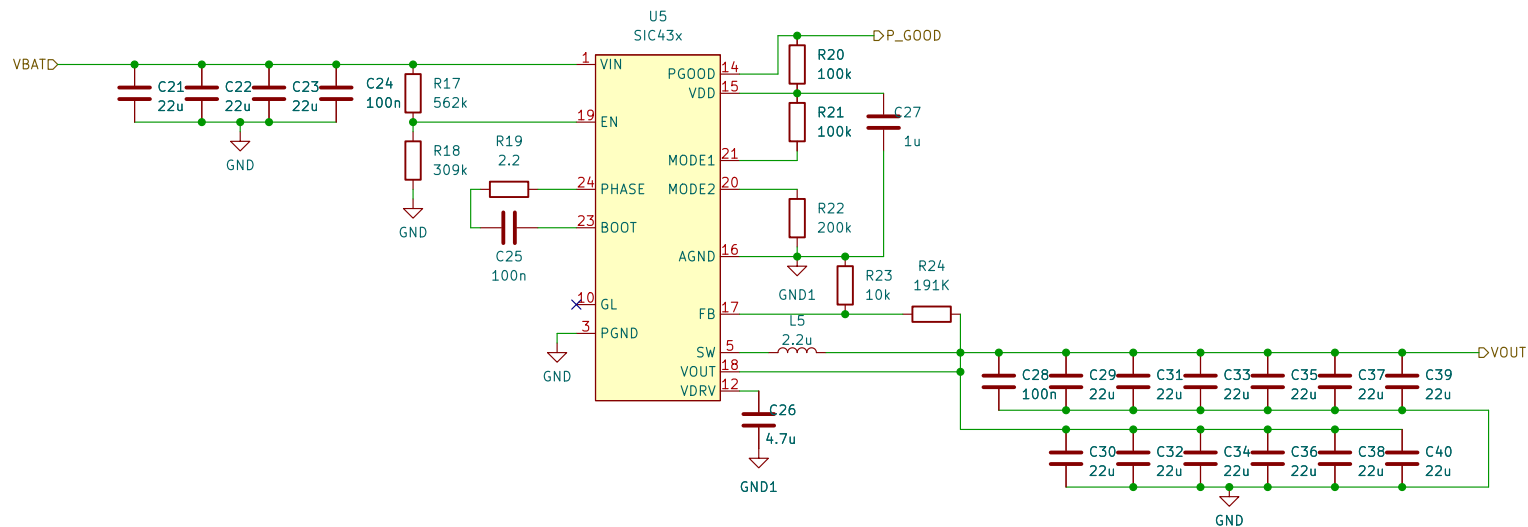 U5
SIC43x
VBAT
C21
22u
C22
22u
C23
22u
C24
100n
R17
562k
R18
309k
GND
GND
R19
2.2
C25
100n
GND
1
VIN
19
EN
24
PHASE
23
BOOT
10
GL
3
PGND
PGOOD
14
VDD
15
MODE1
21
MODE2
20
AGND
16
FB
17
SW
5
VOUT
18
VDRV
12
P_GOOD
R20
100k
R21
100k
C27
1u
R22
200k
GND1
R23
10k
R24
191K
L5
2.2u
C26
4.7u
GND1
VOUT
C28
100n
C29
22u
C31
22u
C33
22u
C35
22u
C37
22u
C39
22u
C30
22u
C32
22u
C34
22u
C36
22u
C38
22u
C40
22u
GND